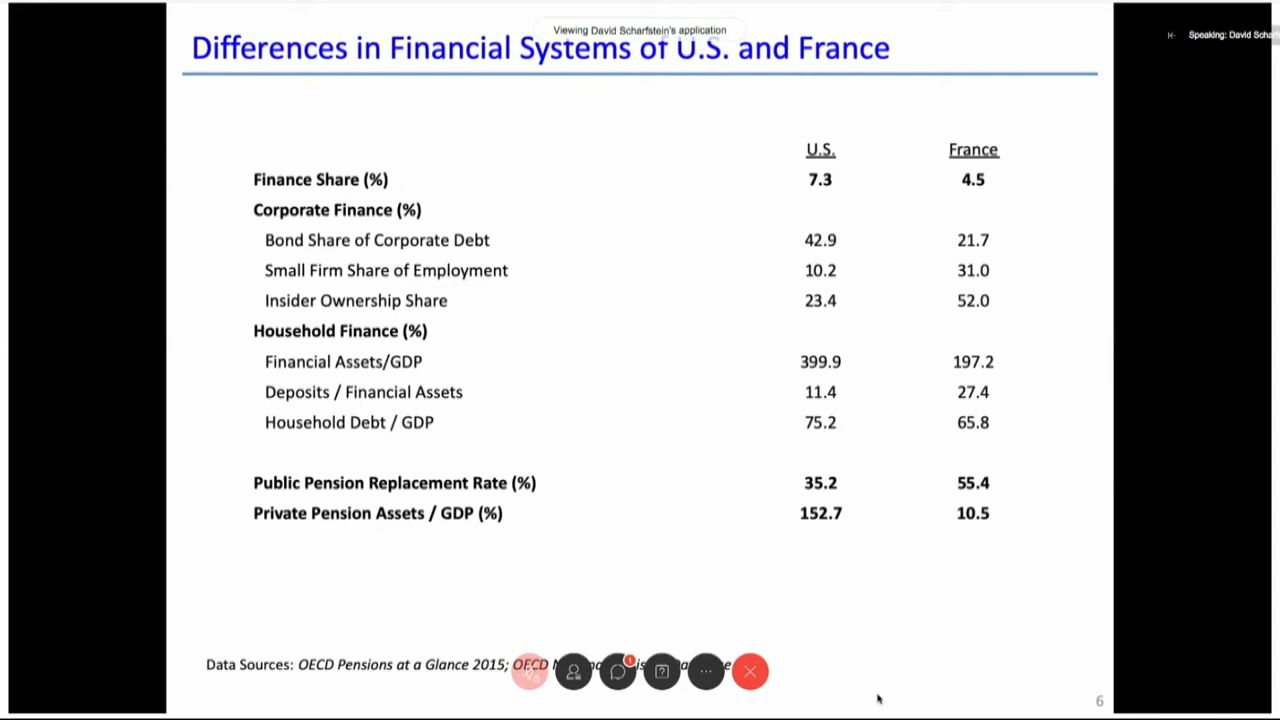 Viewing David Scharfstein's application
Speaking: David Scharfs
Differences in Financial Systems of U.S. and France
U.S. France
Finance Share (%) 7.3 4.5
Corporate Finance (%)
Bond Share of Corporate Debt 42.9 21.7
Small Firm Share of Employment 10.2 31.0
Insider Ownership Share 23.4 52.0
Household Finance (%)
Financial Assets/GDP 399.9 197.2
Deposits / Financial Assets 11.4 27.4
Household Debt / GDP 75.2 65.8
Public Pension Replacement Rate (%) 35.2 55.4
Private Pension Assets / GDP (%) 152.7 10.5
Data Sources: OECD Pensions at a Glance 2015; OECD
1
6